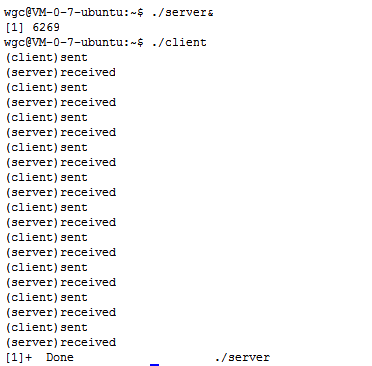 wgc@VM-0-7-ubuntu:~$ ./server&
[1] 6269
wgc@VM-0-7-ubuntu:~$ ./client
(client)sent
(server)received
(client)sent
(server)received
(client)sent
(server)received
(client)sent
(server)received
(client)sent
(server)received
(client)sent
(server)received
(client)sent
(server)received
(client)sent
(server)received
(client)sent
(server)received
(client)sent
(server)received
[1]+  Done                    ./server